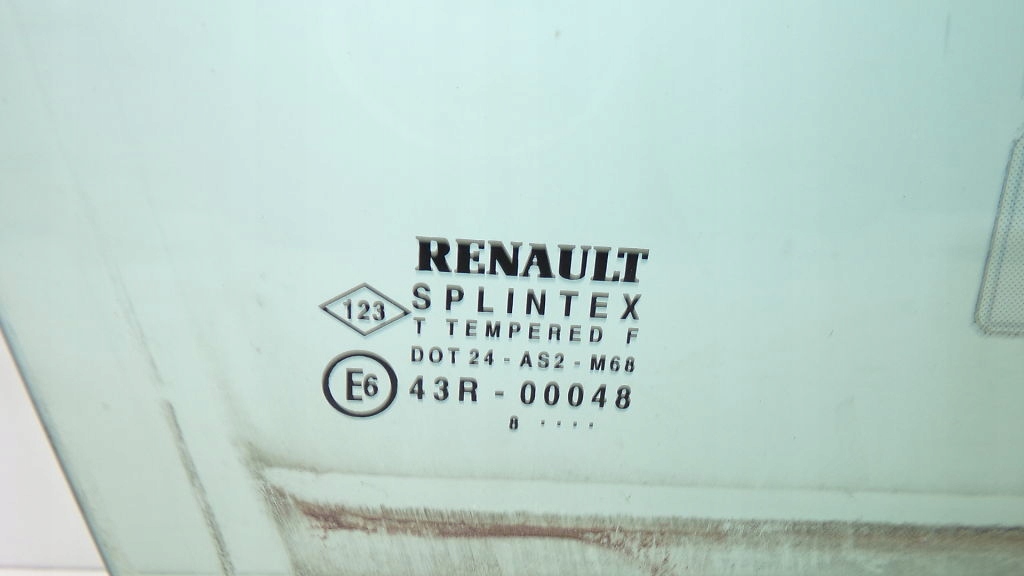 RENAULT
123 SPLINTEX
T TEMPERED F
DOT 24 - AS2 - M68
E6 43R - 00048
8 ....